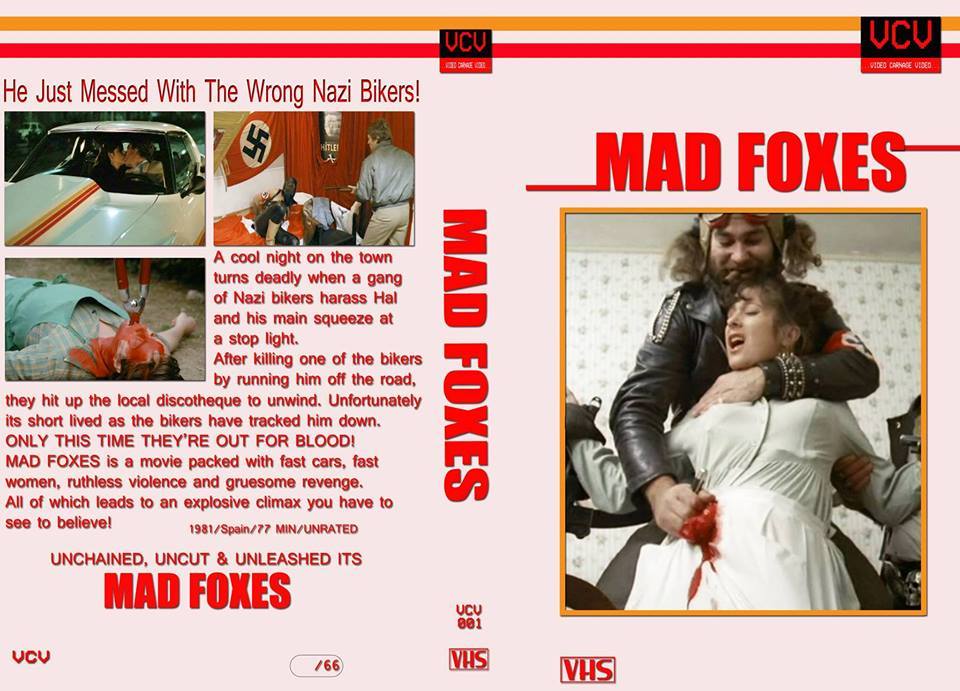 He Just Messed With The Wrong Nazi Bikers!
HITLER
A cool night on the town
turns deadly when a gang
of Nazi bikers harass Hal
and his main squeeze at
a stop light.
After killing one of the bikers
by running him off the road,
they hit up the local discotheque to unwind. Unfortunately
its short lived as the bikers have tracked him down.
ONLY THIS TIME THEY'RE OUT FOR BLOOD!
MAD FOXES is a movie packed with fast cars, fast
women, ruthless violence and gruesome revenge.
All of which leads to an explosive climax you have to
see to believe!
1981/Spain/77 MIN/UNRATED
UNCHAINED, UNCUT & UNLEASHED ITS
MAD FOXES
VCV
/66
VCV
VIDEO CARNAGE VIDEO
MAD FOXES
VCV
001
VHS
VCV
VIDEO CARNAGE VIDEO
MAD FOXES
VHS